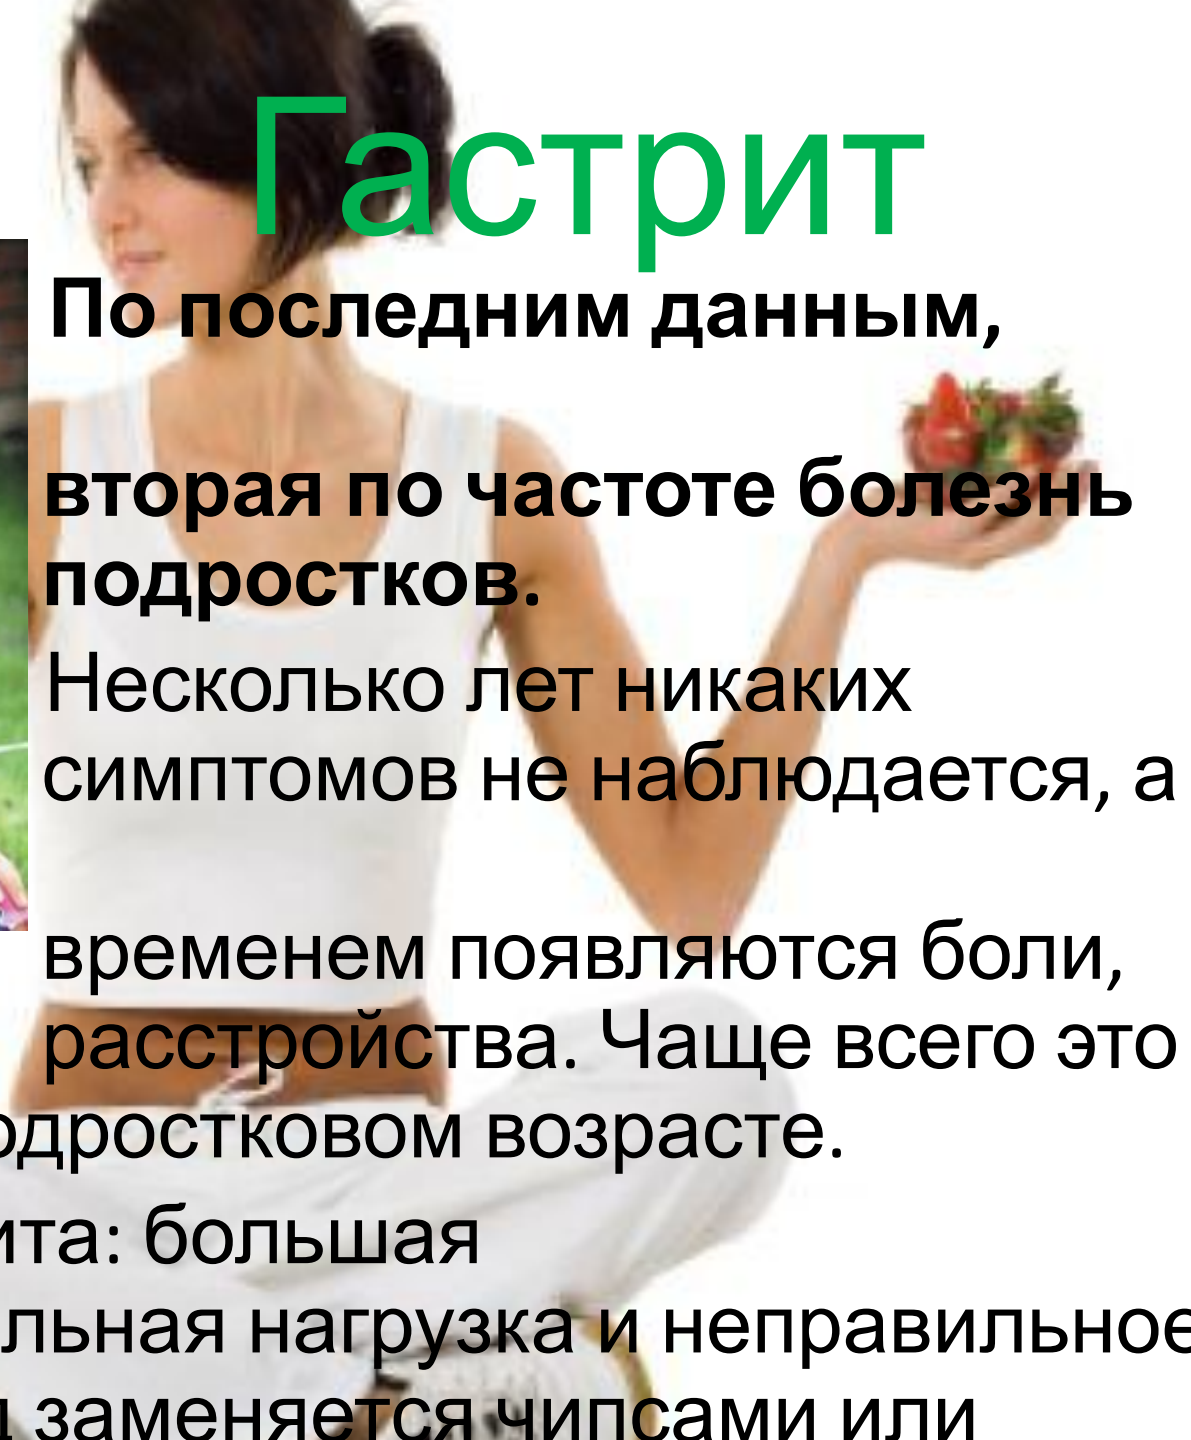 Гастрит
По последним данным,
вторая по частоте болезнь
подростков.
Несколько лет никаких
симптомов не наблюдается, а
временем появляются боли,
расстройства. Чаще всего это
одростковом возрасте.
ита: большая
льная нагрузка и неправильное
заменяется чипсами или